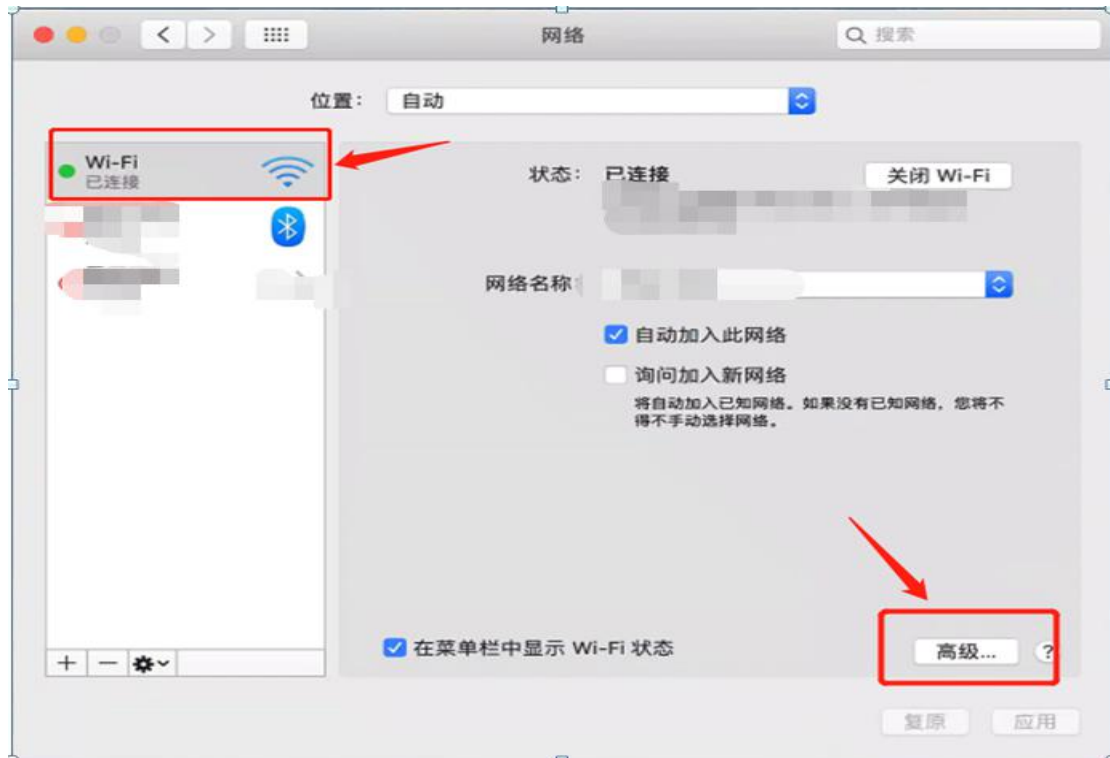 网络
搜索
位置：
自动
Wi-Fi
已连接
状态：
已连接
关闭 Wi-Fi
网络名称
自动加入此网络
询问加入新网络
将自动加入已知网络。如果没有已知网络，您将不
得不手动选择网络。
在菜单栏中显示 Wi-Fi 状态
高级...
?
复原
应用